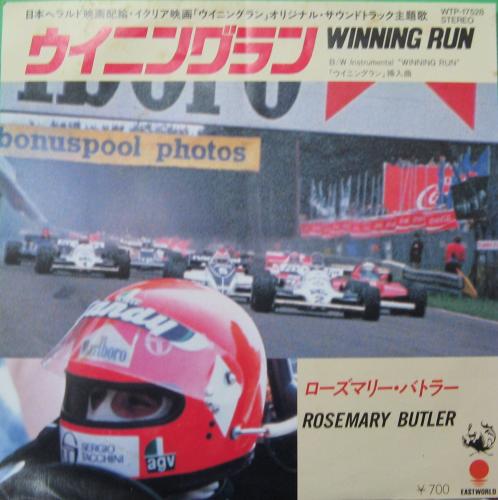 日本ヘラルド映画配給・イタリア映画「ウイニングラン」オリジナル・サウンドトラック主題歌
WTP-17528
STEREO
ウイニングラン
WINNING RUN
B/W Instrumental "WINNING RUN"
「ウイニングラン」挿入曲
bonuspool photos
Candy
Marlboro
SERGIO
TACCHINI
agv
ローズマリー・バトラー
ROSEMARY BUTLER
¥700
EASTWORLD